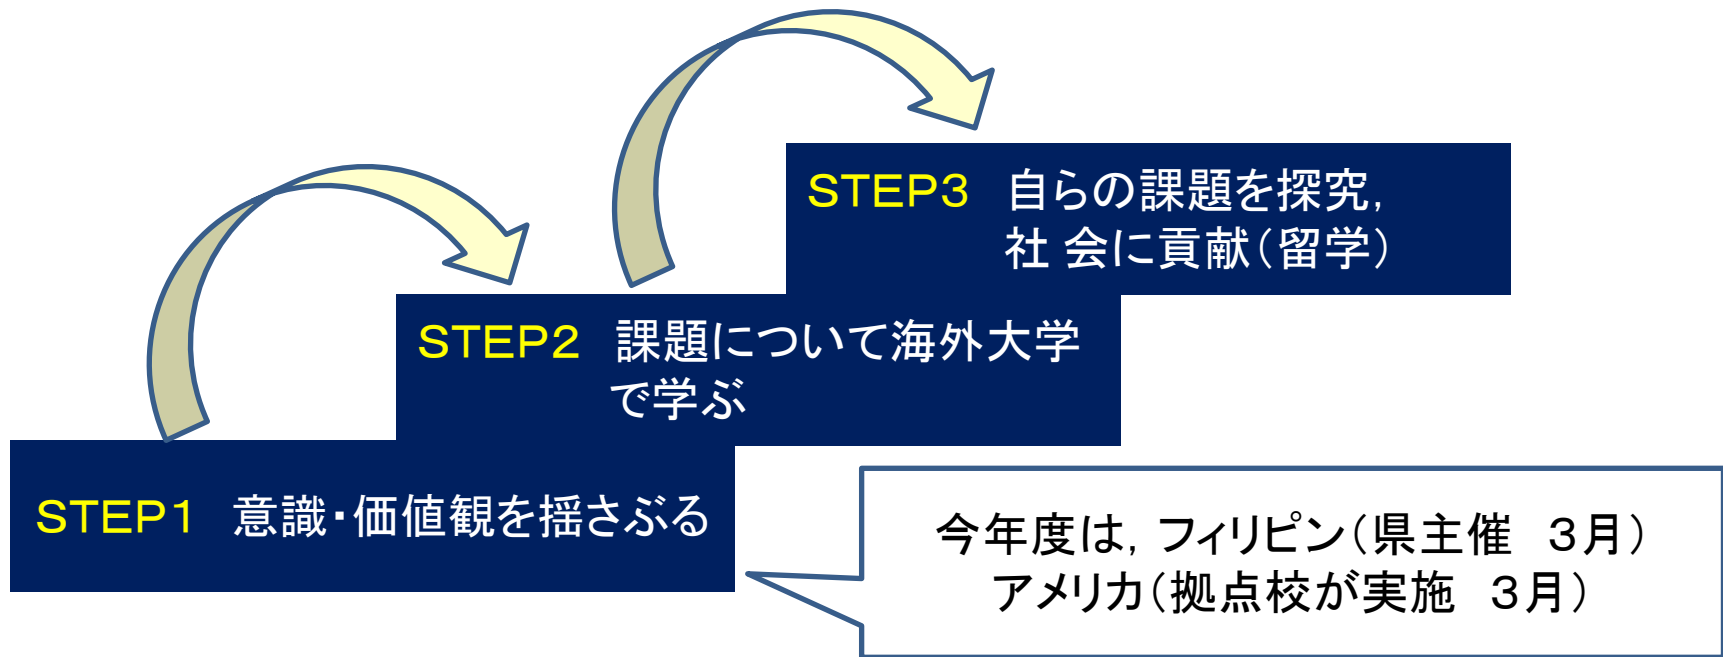 STEP3　自らの課題を探究,
社 会に貢献（留学）
STEP2　課題について海外大学
で学ぶ
STEP1　意識・価値観を揺さぶる
今年度は, フィリピン（県主催　3月）
アメリカ（拠点校が実施　3月）